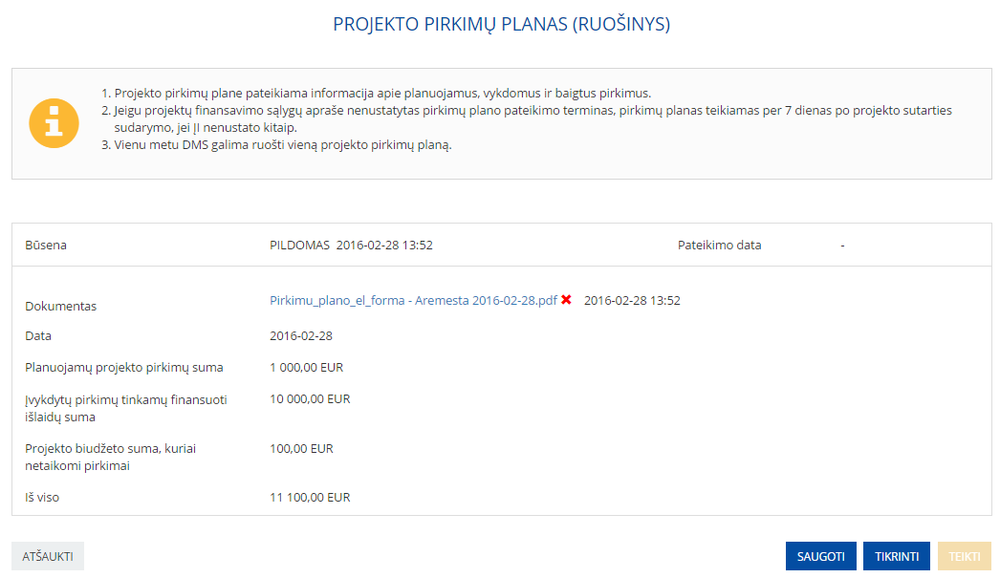 PROJEKTO PIRKIMŲ PLANAS (RUOŠINYS)
1. Projekto pirkimų plane pateikiama informacija apie planuojamus, vykdomus ir baigtus pirkimus.
2. Jeigu projektų finansavimo sąlygų apraše nenustatytas pirkimų plano pateikimo terminas, pirkimų planas teikiamas per 7 dienas po projekto sutarties
sudarymo, jei ĮI nenustato kitaip.
3. Vienu metu DMS galima ruošti vieną projekto pirkimų planą.
Būsena PILDOMAS 2016-02-28 13:52 Pateikimo data -
Dokumentas Pirkimu_plano_el_forma - Aremesta 2016-02-28.pdf 2016-02-28 13:52
Data 2016-02-28
Planuojamų projekto pirkimų suma 1 000,00 EUR
Įvykdytų pirkimų tinkamų finansuoti 10 000,00 EUR
išlaidų suma
Projekto biudžeto suma, kuriai 100,00 EUR
netaikomi pirkimai
Iš viso 11 100,00 EUR
ATŠAUKTI SAUGOTI TIKRINTI TEIKTI